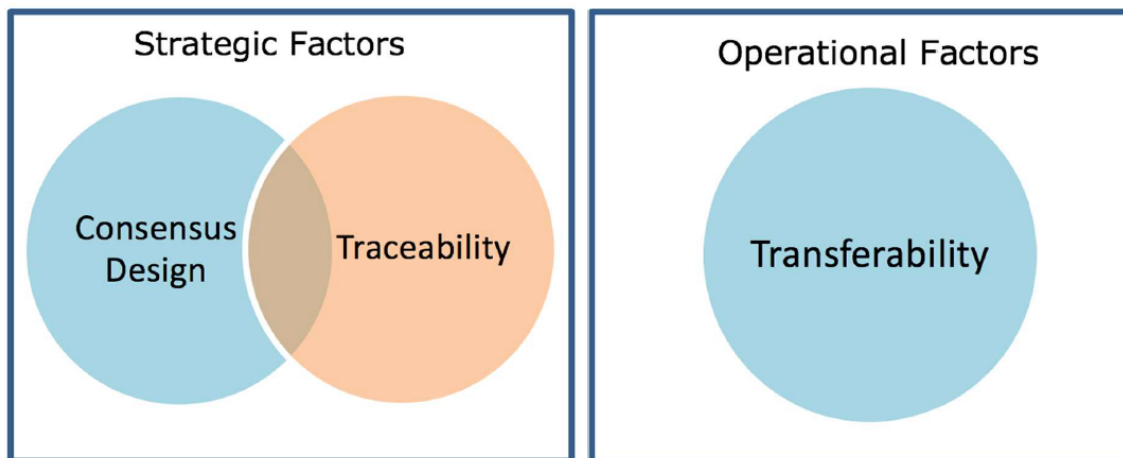 Strategic Factors
Consensus
Design
Traceability
Operational Factors
Transferability